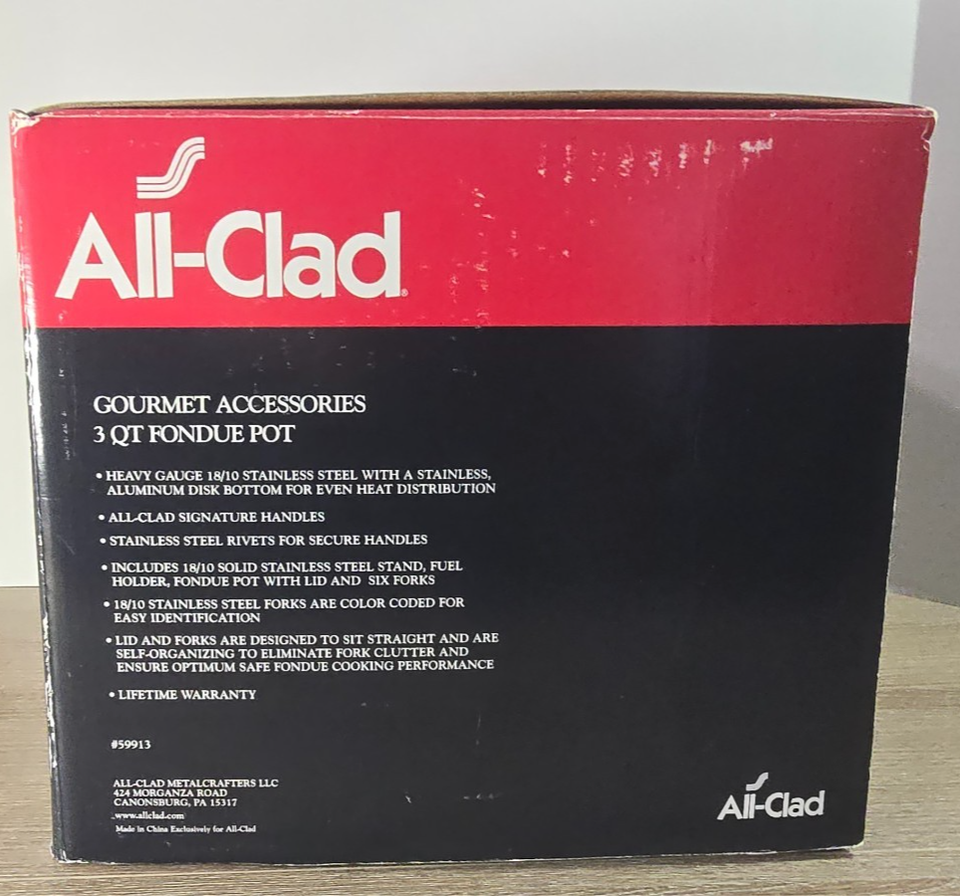 All-Clad®
GOURMET ACCESSORIES
3 QT FONDUE POT
• HEAVY GAUGE 18/10 STAINLESS STEEL WITH A STAINLESS,
ALUMINUM DISK BOTTOM FOR EVEN HEAT DISTRIBUTION
• ALL-CLAD SIGNATURE HANDLES
• STAINLESS STEEL RIVETS FOR SECURE HANDLES
• INCLUDES 18/10 SOLID STAINLESS STEEL STAND, FUEL
HOLDER, FONDUE POT WITH LID AND SIX FORKS
• 18/10 STAINLESS STEEL FORKS ARE COLOR CODED FOR
EASY IDENTIFICATION
• LID AND FORKS ARE DESIGNED TO SIT STRAIGHT AND ARE
SELF-ORGANIZING TO ELIMINATE FORK CLUTTER AND
ENSURE OPTIMUM SAFE FONDUE COOKING PERFORMANCE
• LIFETIME WARRANTY
#59913
ALL-CLAD METALCRAFTERS LLC
424 MORGANZA ROAD
CANONSBURG, PA 15317
www.allclad.com
Made in China Exclusively for All-Clad
All-Clad